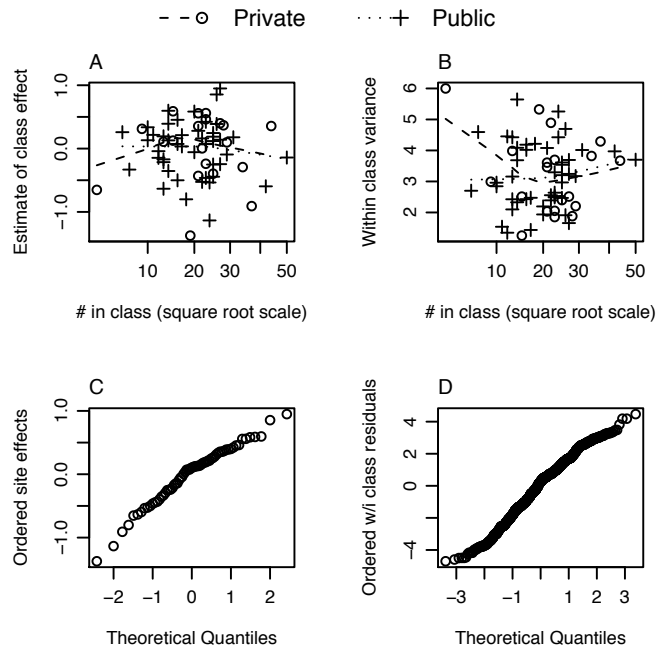 Private Public
A
Estimate of class effect
1.0
0.0
−1.0
10 20 30 50
# in class (square root scale)
B
Within class variance
6
5
4
3
2
10 20 30 50
# in class (square root scale)
C
Ordered site effects
1.0
0.0
−1.0
−2 −1 0 1 2
Theoretical Quantiles
D
Ordered w/i class residuals
4
2
0
−4
−3 −1 0 1 2 3
Theoretical Quantiles